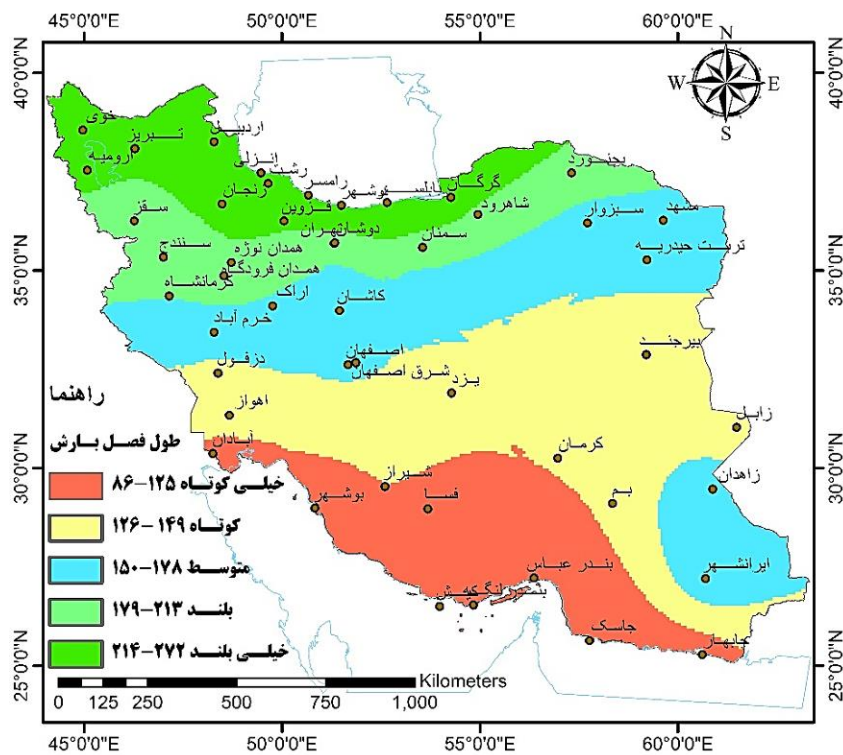 45°0'0"E 50°0'0"E 55°0'0"E 60°0'0"E
40°0'0"N 40°0'0"N
N
W E
S
خوی
تبریز
اردبیل
ارومیه
انزلی
رشت
رامسر
نوشهر
بابلسر
گرگان
بجنورد
زنجان
قزوین
شاهرود
سبزوار
مشهد
سقز
تهران
دوشان
سمنان
تربت حیدریه
سنندج
همدان نوژه
همدان فرودگاه
35°0'0"N 35°0'0"N
کرمانشاه
اراک
کاشان
خرم آباد
بیرجند
اصفهان
شرق اصفهان
دزفول
یزد
راهنما
اهواز
زابل
طول فصل بارش
آبادان
کرمان
30°0'0"N 30°0'0"N
خیلی کوتاه ۱۲۵-۸۶
شیراز
زاهدان
بوشهر
فسا
بم
کوتاه ۱۴۹-۱۲۶
متوسط ۱۷۸-۱۵۰
بندر عباس
ایرانشهر
کیش
بلند ۲۱۳-۱۷۹
جاسک
چابهار
خیلی بلند ۲۷۲-۲۱۴
25°0'0"N 25°0'0"N
Kilometers
0 125 250 500 750 1,000
45°0'0"E 50°0'0"E 55°0'0"E 60°0'0"E